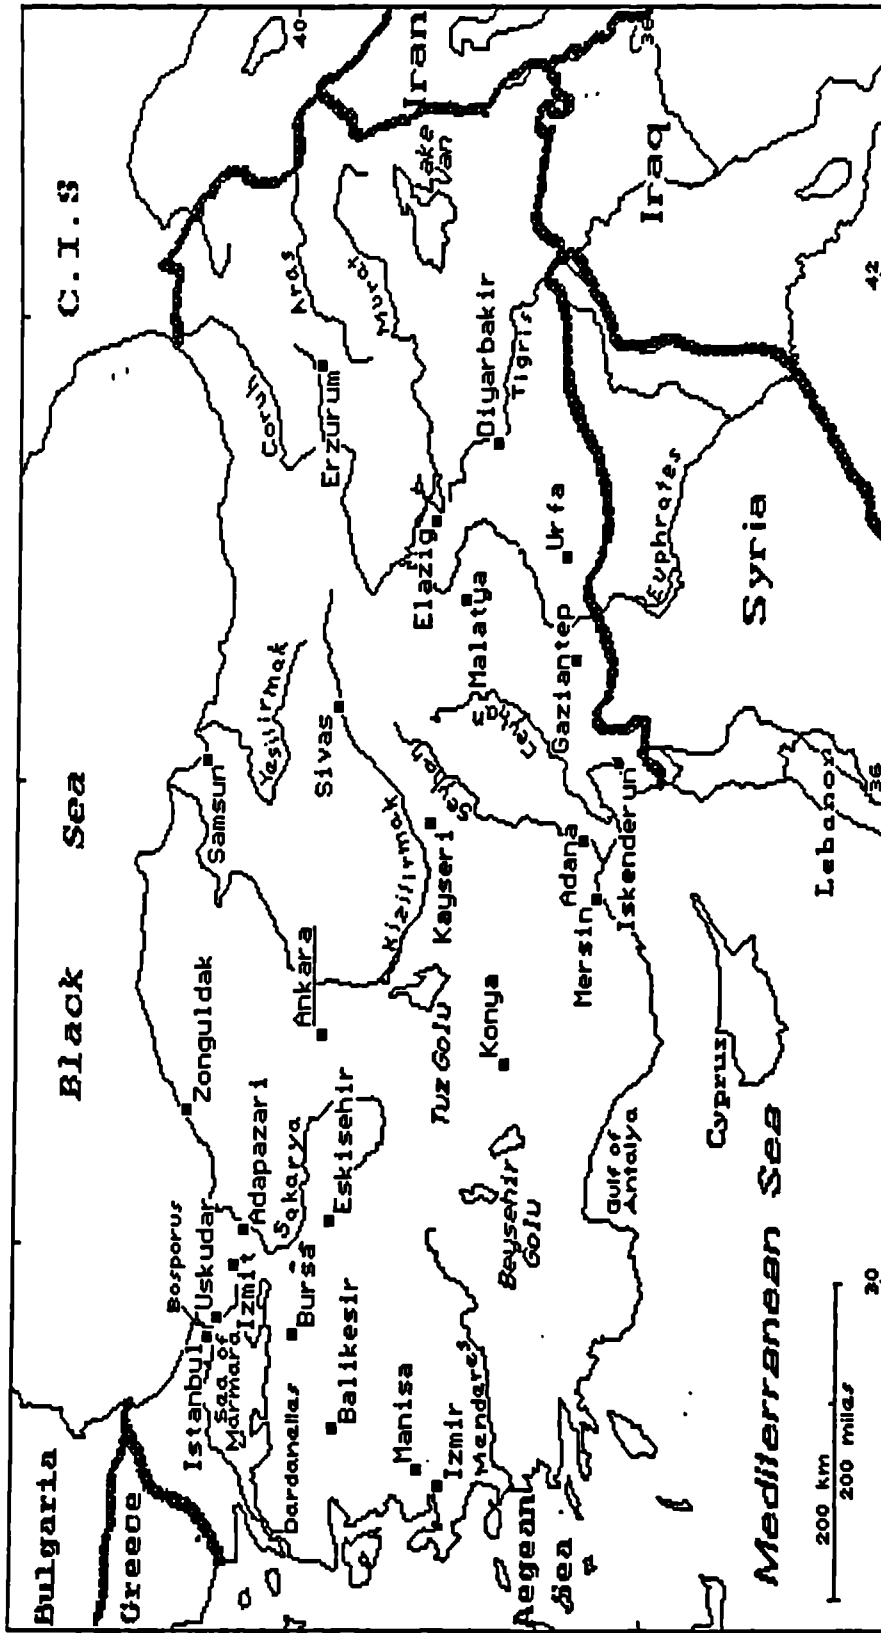 Bulgaria
Black Sea
C.I.S
Greece
Bosporus
Istanbul
Uskudar
Zonguldak
Samsun
Sea of
Marmara
Izmit
Adapazari
Yesilirmak
Coruh
Dardanelles
Bursa
Sakarya
Ankara
Sivas
Erzurum
Aras
40
Balikesir
Eskisehir
Kizilirmak
Murat
Manisa
Izmir
Tuz Golu
Kayseri
Seyhan
Elazig
Lake
Van
Iran
Menderes
Konya
Malatya
Ceyhan
Diyarbakir
Tigris
Aegean
Sea
Beysehir
Golu
Gaziantep
Urfa
Mersin
Adana
Iskenderun
Gulf of
Antalya
Euphrates
Iraq
38
Cyprus
Syria
Mediterranean Sea
Lebanon
200 km
200 miles
30
36
42